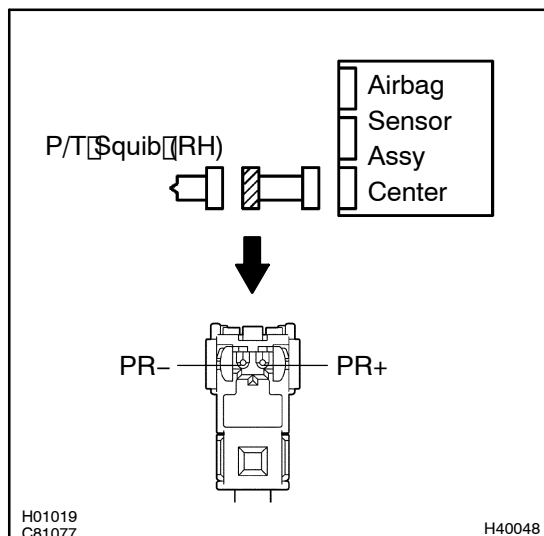 Airbag
Sensor
Assy
Center
P/T Squib (RH)
PR− PR+
H01019
C81077
H40048